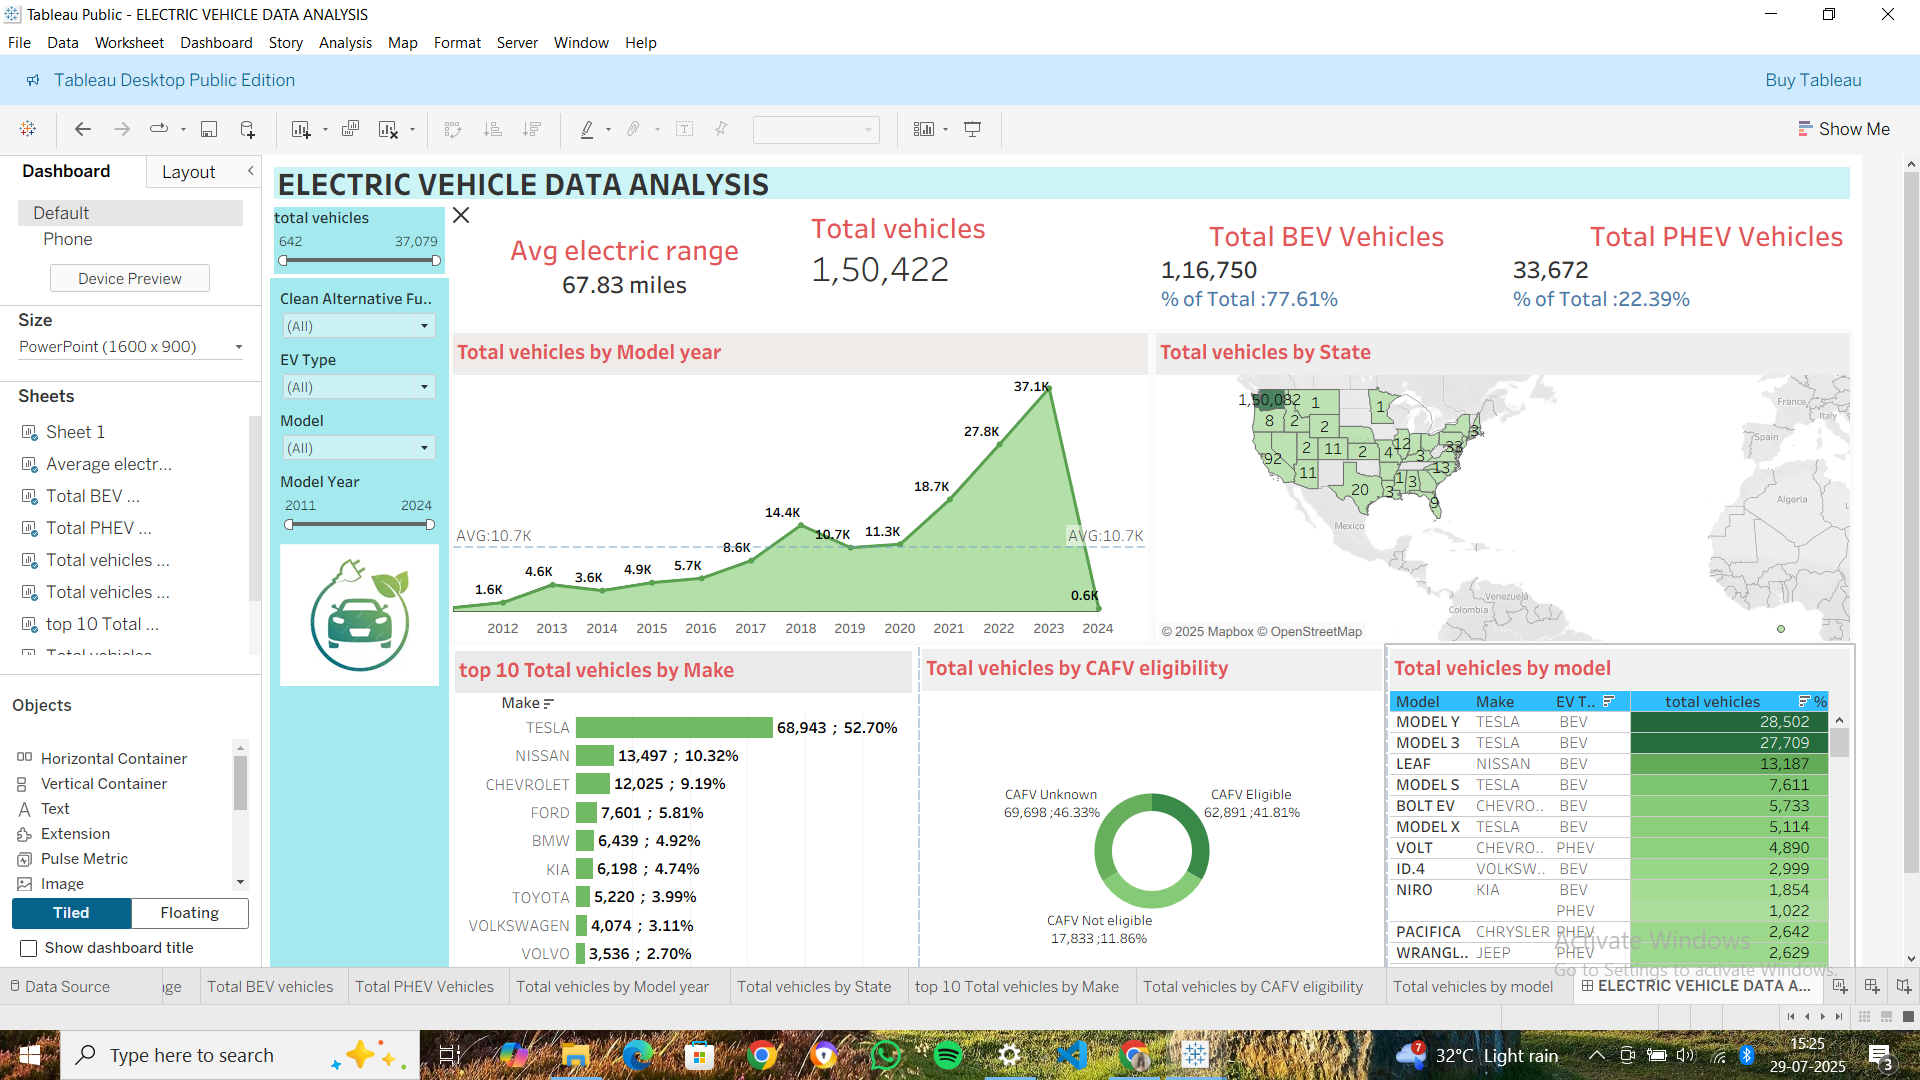 Tableau Public - ELECTRIC VEHICLE DATA ANALYSIS
File Data Worksheet Dashboard Story Analysis Map Format Server Window Help
Tableau Desktop Public Edition
Buy Tableau
Show Me
Dashboard Layout
Default
Phone
Device Preview
Size
PowerPoint (1600 x 900)
Sheets
Sheet 1
Average electr...
Total BEV ...
Total PHEV ...
Total vehicles ...
Total vehicles ...
top 10 Total ...
Objects
Horizontal Container
Vertical Container
Text
Extension
Pulse Metric
Image
Tiled Floating
Show dashboard title
ELECTRIC VEHICLE DATA ANALYSIS
total vehicles
642 37,079
Clean Alternative Fu..
(All)
EV Type
(All)
Model
(All)
Model Year
2011 2024
Avg electric range
67.83 miles
Total vehicles
1,50,422
Total BEV Vehicles
1,16,750
% of Total :77.61%
Total PHEV Vehicles
33,672
% of Total :22.39%
Total vehicles by Model year
37.1K
27.8K
18.7K
14.4K
10.7K
11.3K
8.6K
5.7K
4.9K
3.6K
4.6K
1.6K
0.6K
AVG:10.7K
AVG:10.7K
2012 2013 2014 2015 2016 2017 2018 2019 2020 2021 2022 2023 2024
Total vehicles by State
1,50,082 1 1
8 2 2 3
92 2 11 2 4 12 3 33
11 13
20 3 1 3
9
France
Italy
Spain
Algeria
Mexico
Venezuela
Colombia
© 2025 Mapbox © OpenStreetMap
top 10 Total vehicles by Make
Make
TESLA 68,943 ; 52.70%
NISSAN 13,497 ; 10.32%
CHEVROLET 12,025 ; 9.19%
FORD 7,601 ; 5.81%
BMW 6,439 ; 4.92%
KIA 6,198 ; 4.74%
TOYOTA 5,220 ; 3.99%
VOLKSWAGEN 4,074 ; 3.11%
VOLVO 3,536 ; 2.70%
Total vehicles by CAFV eligibility
CAFV Unknown
69,698 ;46.33%
CAFV Eligible
62,891 ;41.81%
CAFV Not eligible
17,833 ;11.86%
Total vehicles by model
Model Make EV T.. total vehicles %
MODEL Y TESLA BEV 28,502
MODEL 3 TESLA BEV 27,709
LEAF NISSAN BEV 13,187
MODEL S TESLA BEV 7,611
BOLT EV CHEVRO.. BEV 5,733
MODEL X TESLA BEV 5,114
VOLT CHEVRO.. PHEV 4,890
ID.4 VOLKSW.. BEV 2,999
NIRO KIA BEV 1,854
PHEV 1,022
PACIFICA CHRYSLER PHEV 2,642
WRANGL.. JEEP PHEV 2,629
Activate Windows
Go to Settings to activate Windows.
Data Source
ge
Total BEV vehicles
Total PHEV Vehicles
Total vehicles by Model year
Total vehicles by State
top 10 Total vehicles by Make
Total vehicles by CAFV eligibility
Total vehicles by model
ELECTRIC VEHICLE DATA A...
Type here to search
7
32°C Light rain
15:25
29-07-2025
3